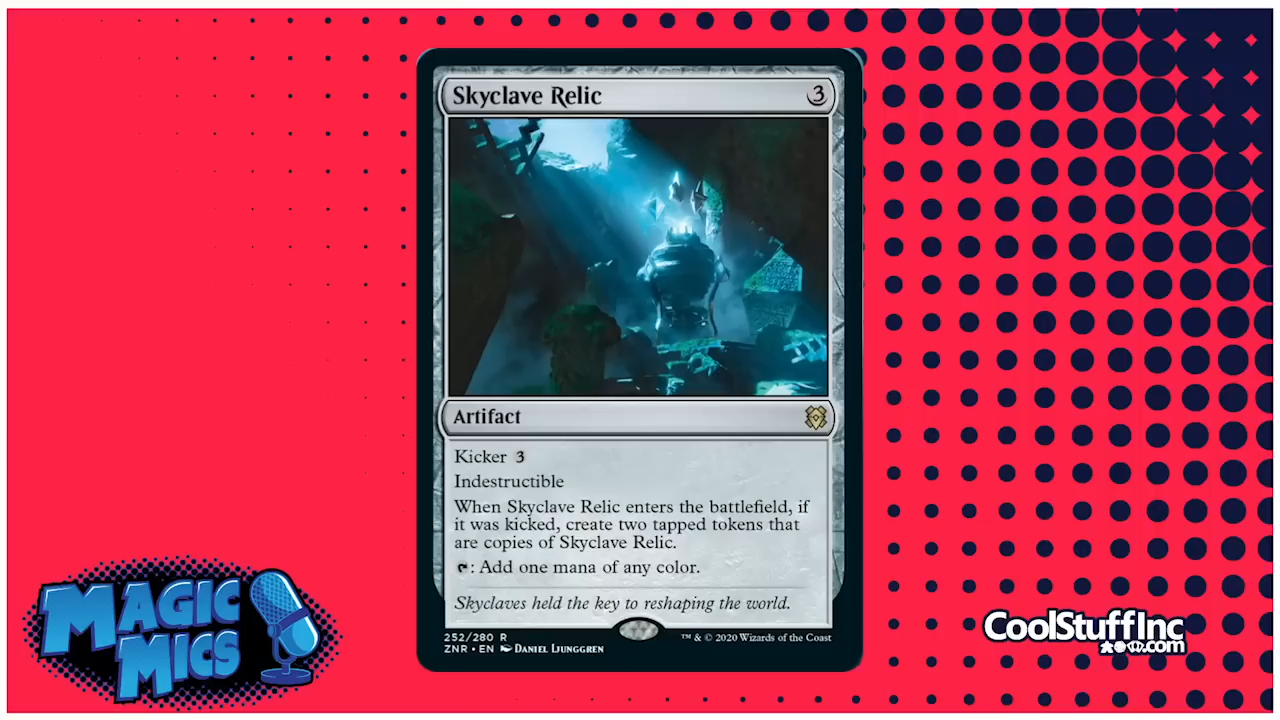 Skyclave Relic 3
Artifact
Kicker 3
Indestructible
When Skyclave Relic enters the battlefield, if
it was kicked, create two tapped tokens that
are copies of Skyclave Relic.
: Add one mana of any color.
Skyclaves held the key to reshaping the world.
252/280 R
ZNR • EN DANIEL LJUNGGREN
™ & © 2020 Wizards of the Coast
MAGIC
MICS
CoolStuffInc
.com